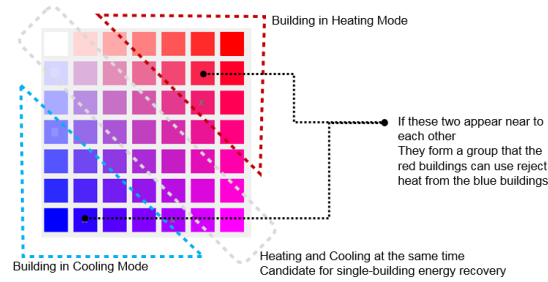 Building in Heating Mode
If these two appear near to
each other
They form a group that the
red buildings can use reject
heat from the blue buildings
Heating and Cooling at the same time
Candidate for single-building energy recovery
Building in Cooling Mode